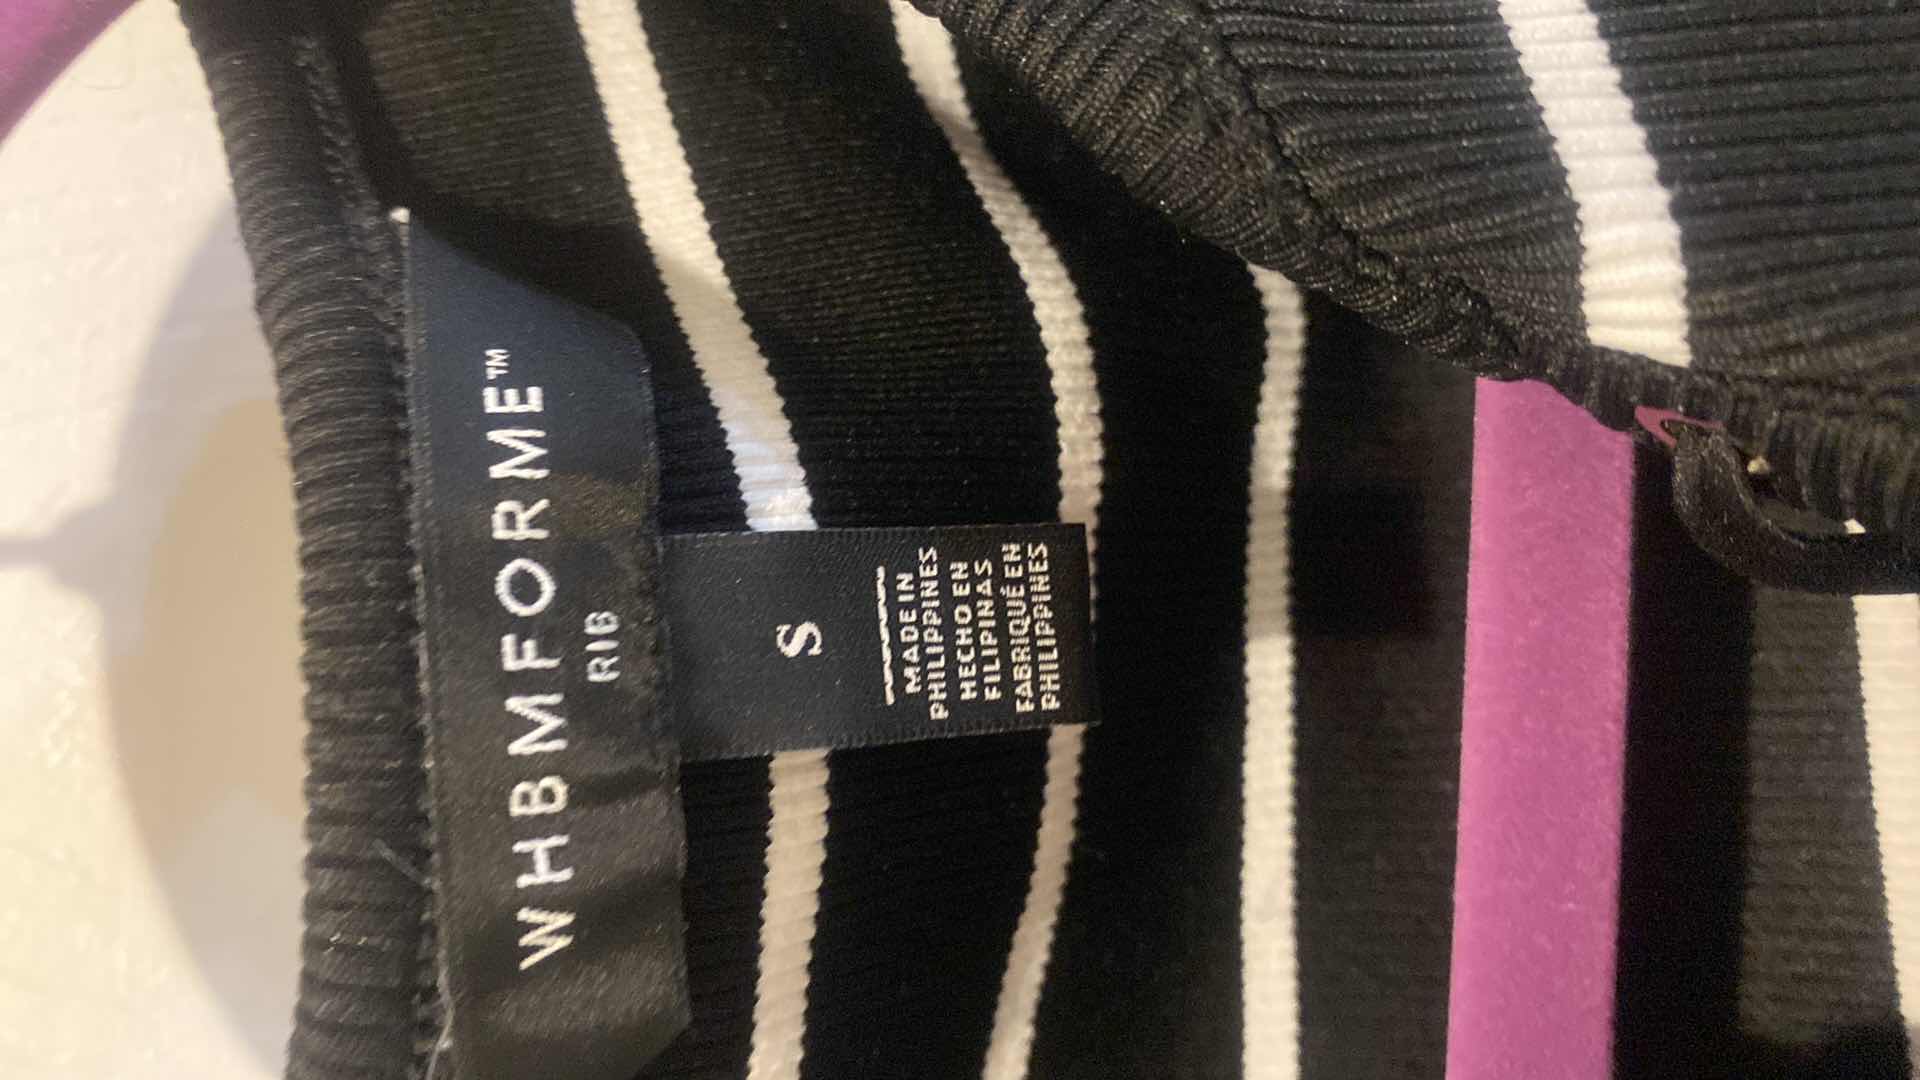 WHBMFORME™
RIB
S
MADE IN
PHILIPPINES
HECHO EN
FILIPINAS
FABRIQUÉ EN
PHILIPPINES